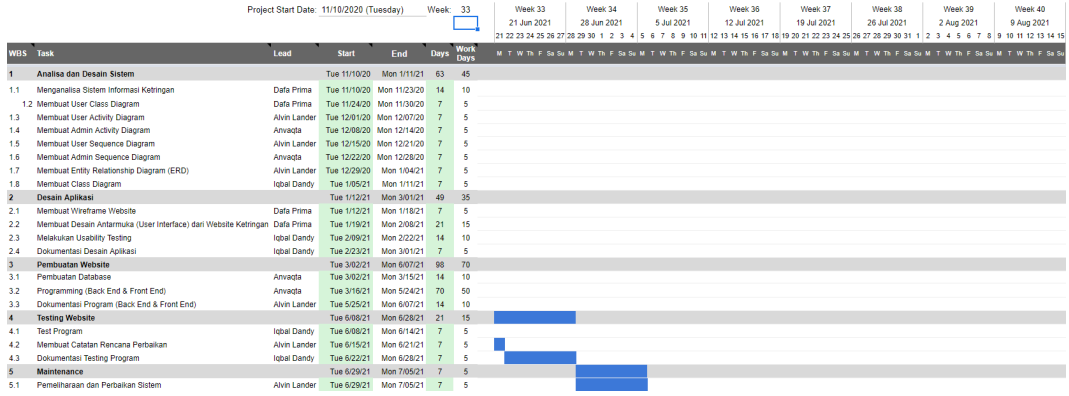 Project Start Date: 11/10/2020 (Tuesday) Week: 33 Week 33 Week 34 Week 35 Week 36 Week 37 Week 38 Week 39 Week 40
21 Jun 2021 28 Jun 2021 5 Jul 2021 12 Jul 2021 19 Jul 2021 26 Jul 2021 2 Aug 2021 9 Aug 2021
21 22 23 24 25 26 27 28 29 30 1 2 3 4 5 6 7 8 9 10 11 12 13 14 15 16 17 18 19 20 21 22 23 24 25 26 27 28 29 30 31 1 2 3 4 5 6 7 8 9 10 11 12 13 14 15
WBS Task Lead Start End Days Work Days M T W Th F Sa Su M T W Th F Sa Su M T W Th F Sa Su M T W Th F Sa Su M T W Th F Sa Su M T W Th F Sa Su M T W Th F Sa Su M T W Th F Sa Su
1 Analisa dan Desain Sistem Tue 11/10/20 Mon 1/11/21 63 45
1.1 Menganalisa Sistem Informasi Ketringan Dafa Prima Tue 11/10/20 Mon 11/23/20 14 10
1.2 Membuat User Class Diagram Dafa Prima Tue 11/24/20 Mon 11/30/20 7 5
1.3 Membuat User Activity Diagram Alvin Lander Tue 12/01/20 Mon 12/07/20 7 5
1.4 Membuat Admin Activity Diagram Anvaqta Tue 12/08/20 Mon 12/14/20 7 5
1.5 Membuat User Sequence Diagram Alvin Lander Tue 12/15/20 Mon 12/21/20 7 5
1.6 Membuat Admin Sequence Diagram Anvaqta Tue 12/22/20 Mon 12/28/20 7 5
1.7 Membuat Entity Relationship Diagram (ERD) Alvin Lander Tue 12/29/20 Mon 1/04/21 7 5
1.8 Membuat Class Diagram Iqbal Dandy Tue 1/05/21 Mon 1/11/21 7 5
2 Desain Aplikasi Tue 1/12/21 Mon 3/01/21 49 35
2.1 Membuat Wireframe Website Dafa Prima Tue 1/12/21 Mon 1/18/21 7 5
2.2 Membuat Desain Antarmuka (User Interface) dari Website Ketringan Dafa Prima Tue 1/19/21 Mon 2/08/21 21 15
2.3 Melakukan Usability Testing Iqbal Dandy Tue 2/09/21 Mon 2/22/21 14 10
2.4 Dokumentasi Desain Aplikasi Iqbal Dandy Tue 2/23/21 Mon 3/01/21 7 5
3 Pembuatan Website Tue 3/02/21 Mon 6/07/21 98 70
3.1 Pembuatan Database Anvaqta Tue 3/02/21 Mon 3/15/21 14 10
3.2 Programming (Back End & Front End) Anvaqta Tue 3/16/21 Mon 5/24/21 70 50
3.3 Dokumentasi Program (Back End & Front End) Alvin Lander Tue 5/25/21 Mon 6/07/21 14 10
4 Testing Website Tue 6/08/21 Mon 6/28/21 21 15
4.1 Test Program Iqbal Dandy Tue 6/08/21 Mon 6/14/21 7 5
4.2 Membuat Catatan Rencana Perbaikan Alvin Lander Tue 6/15/21 Mon 6/21/21 7 5
4.3 Dokumentasi Testing Program Iqbal Dandy Tue 6/22/21 Mon 6/28/21 7 5
5 Maintenance Tue 6/29/21 Mon 7/05/21 7 5
5.1 Pemeliharaan dan Perbaikan Sistem Alvin Lander Tue 6/29/21 Mon 7/05/21 7 5